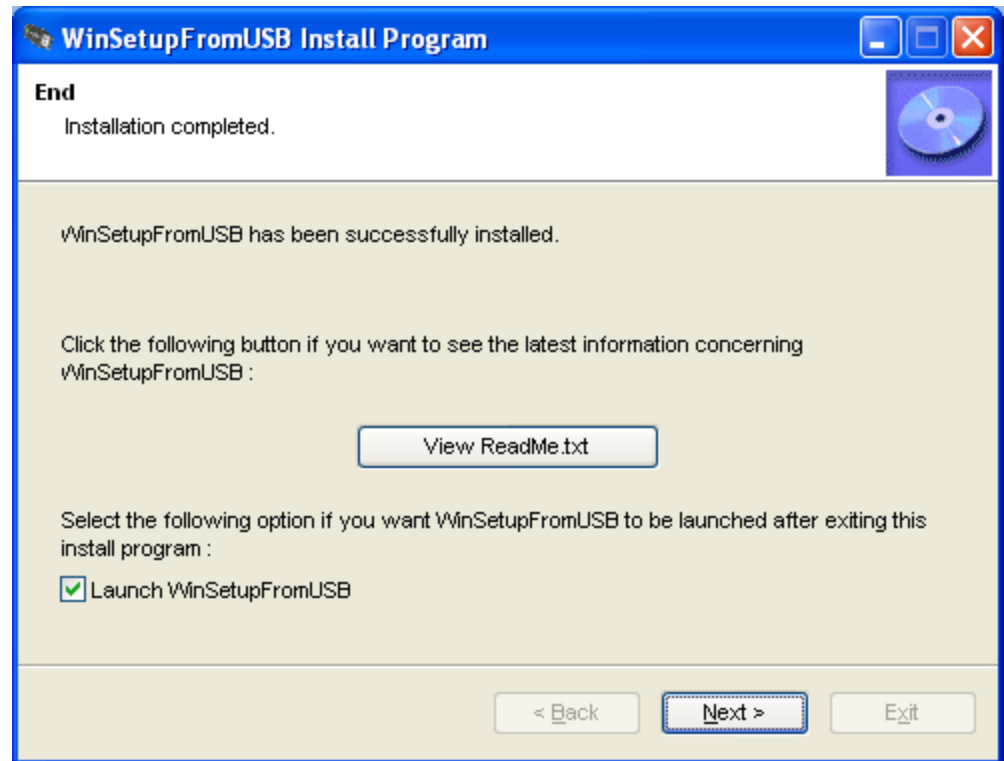 WinSetupFromUSB Install Program
End
Installation completed.
WinSetupFromUSB has been successfully installed.
Click the following button if you want to see the latest information concerning
WinSetupFromUSB :
View ReadMe.txt
Select the following option if you want WinSetupFromUSB to be launched after exiting this
install program :
Launch WinSetupFromUSB
< Back Next > Exit